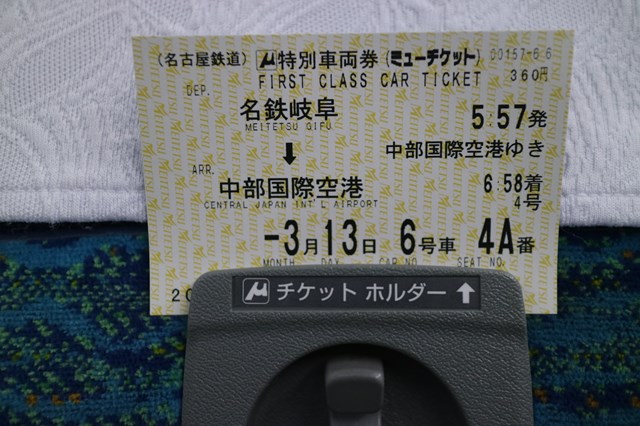 （名古屋鉄道） μ特別車両券（ミューチケット） 00157-66
FIRST CLASS CAR TICKET 360円
DEP.
名鉄岐阜 5:57発
MEITETSU GIFU
↓ 中部国際空港ゆき
ARR.
中部国際空港 6:58着
CENTRAL JAPAN INT'L AIRPORT 4号
-3月13日 6号車 4A番
MONTH DAY CAR NO. SEAT NO.
20
μ チケット ホルダー ↑